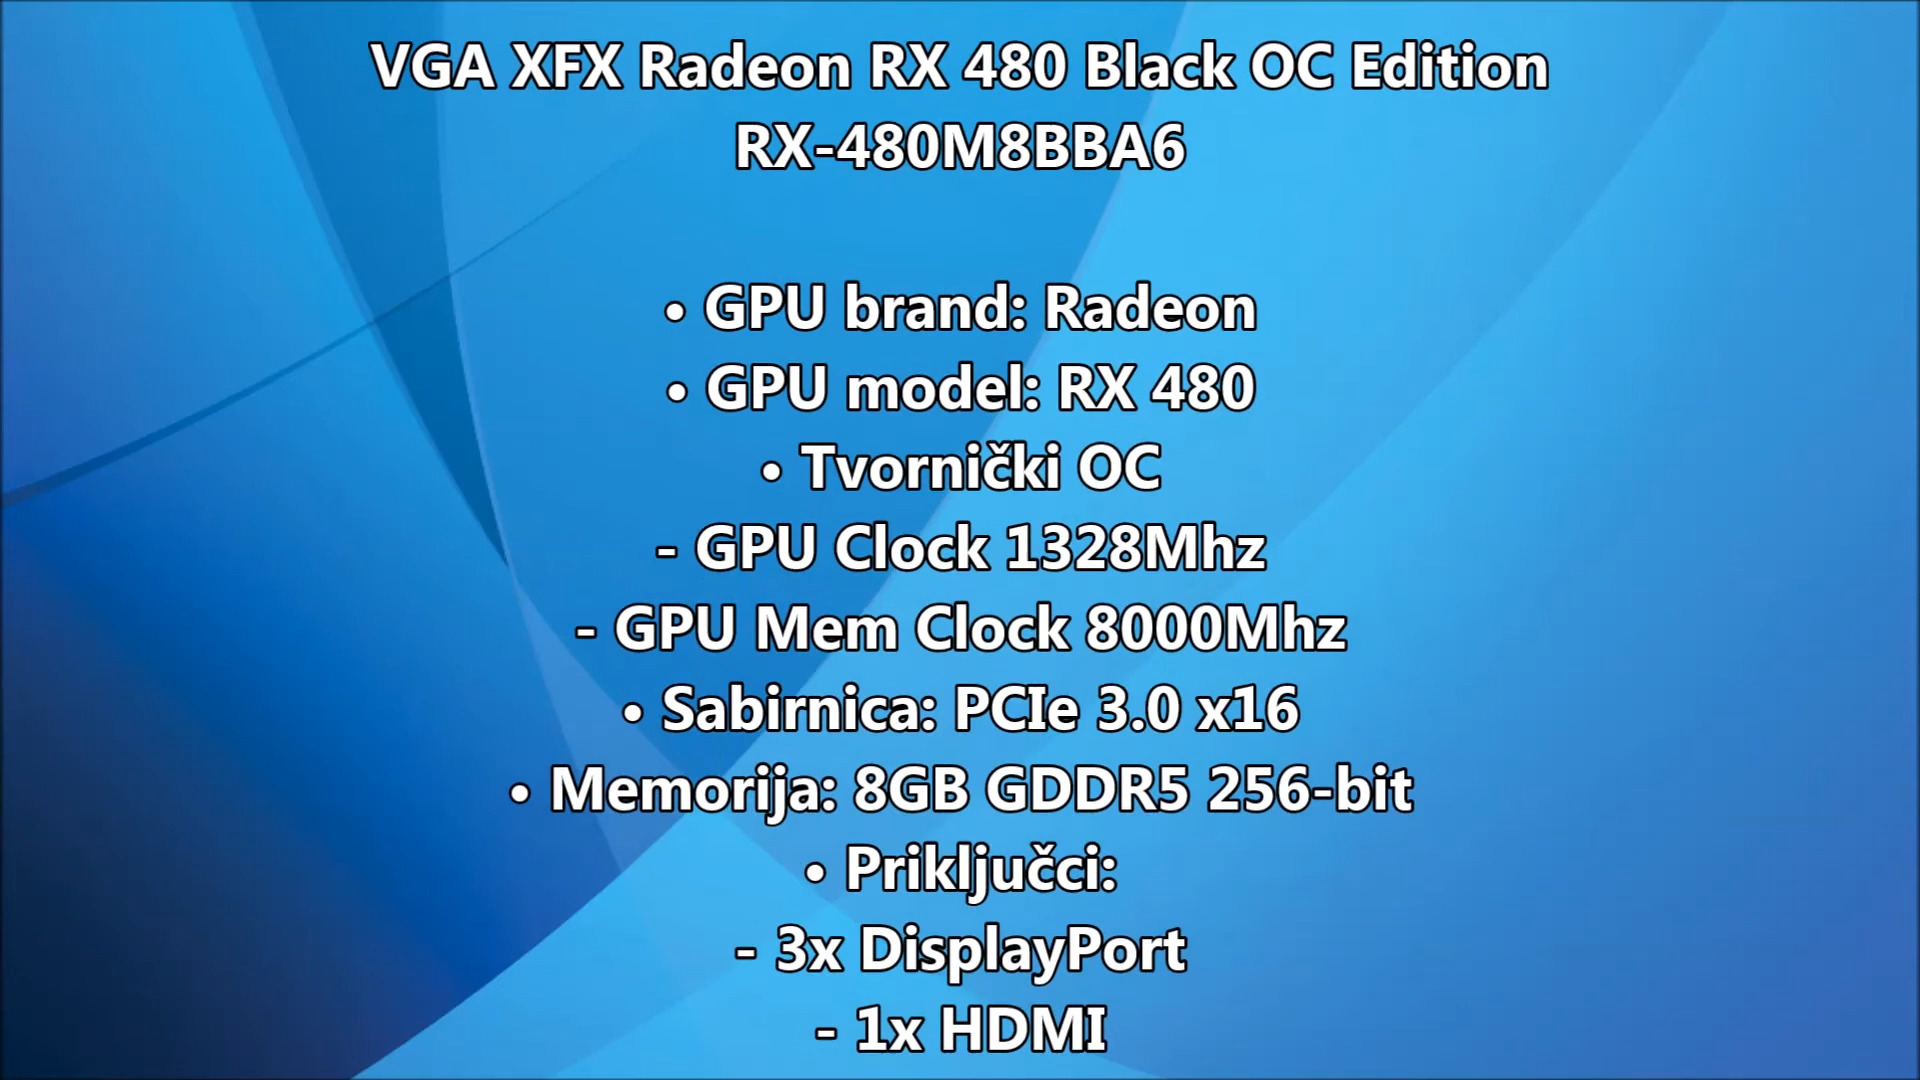 VGA XFX Radeon RX 480 Black OC Edition
RX-480M8BBA6
• GPU brand: Radeon
• GPU model: RX 480
• Tvornički OC
- GPU Clock 1328Mhz
- GPU Mem Clock 8000Mhz
• Sabirnica: PCIe 3.0 x16
• Memorija: 8GB GDDR5 256-bit
• Priključci:
- 3x DisplayPort
- 1x HDMI